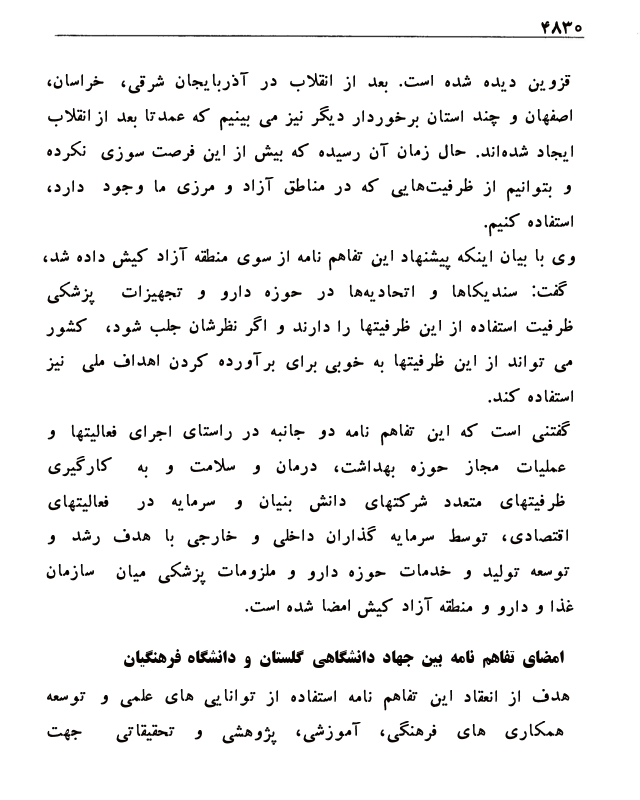 ۴۸۳۰
قزوین دیده شده است. بعد از انقلاب در آذربایجان شرقی، خراسان،
اصفهان و چند استان برخوردار دیگر نیز می بینیم که عمدتا بعد از انقلاب
ایجاد شده‌اند. حال زمان آن رسیده که بیش از این فرصت سوزی نکرده
و بتوانیم از ظرفیت‌هایی که در مناطق آزاد و مرزی ما وجود دارد،
استفاده کنیم.
وی با بیان اینکه پیشنهاد این تفاهم نامه از سوی منطقه آزاد کیش داده شد،
گفت: سندیکاها و اتحادیه‌ها در حوزه دارو و تجهیزات پزشکی
ظرفیت استفاده از این ظرفیتها را دارند و اگر نظرشان جلب شود، کشور
می تواند از این ظرفیتها به خوبی برای برآورده کردن اهداف ملی نیز
استفاده کند.
گفتنی است که این تفاهم نامه دو جانبه در راستای اجرای فعالیتها و
عملیات مجاز حوزه بهداشت، درمان و سلامت و به کارگیری
ظرفیتهای متعدد شرکتهای دانش بنیان و سرمایه در فعالیتهای
اقتصادی، توسط سرمایه گذاران داخلی و خارجی با هدف رشد و
توسعه تولید و خدمات حوزه دارو و ملزومات پزشکی میان سازمان
غذا و دارو و منطقه آزاد کیش امضا شده است.
امضای تفاهم نامه بین جهاد دانشگاهی گلستان و دانشگاه فرهنگیان
هدف از انعقاد این تفاهم نامه استفاده از توانایی های علمی و توسعه
همکاری های فرهنگی، آموزشی، پژوهشی و تحقیقاتی جهت